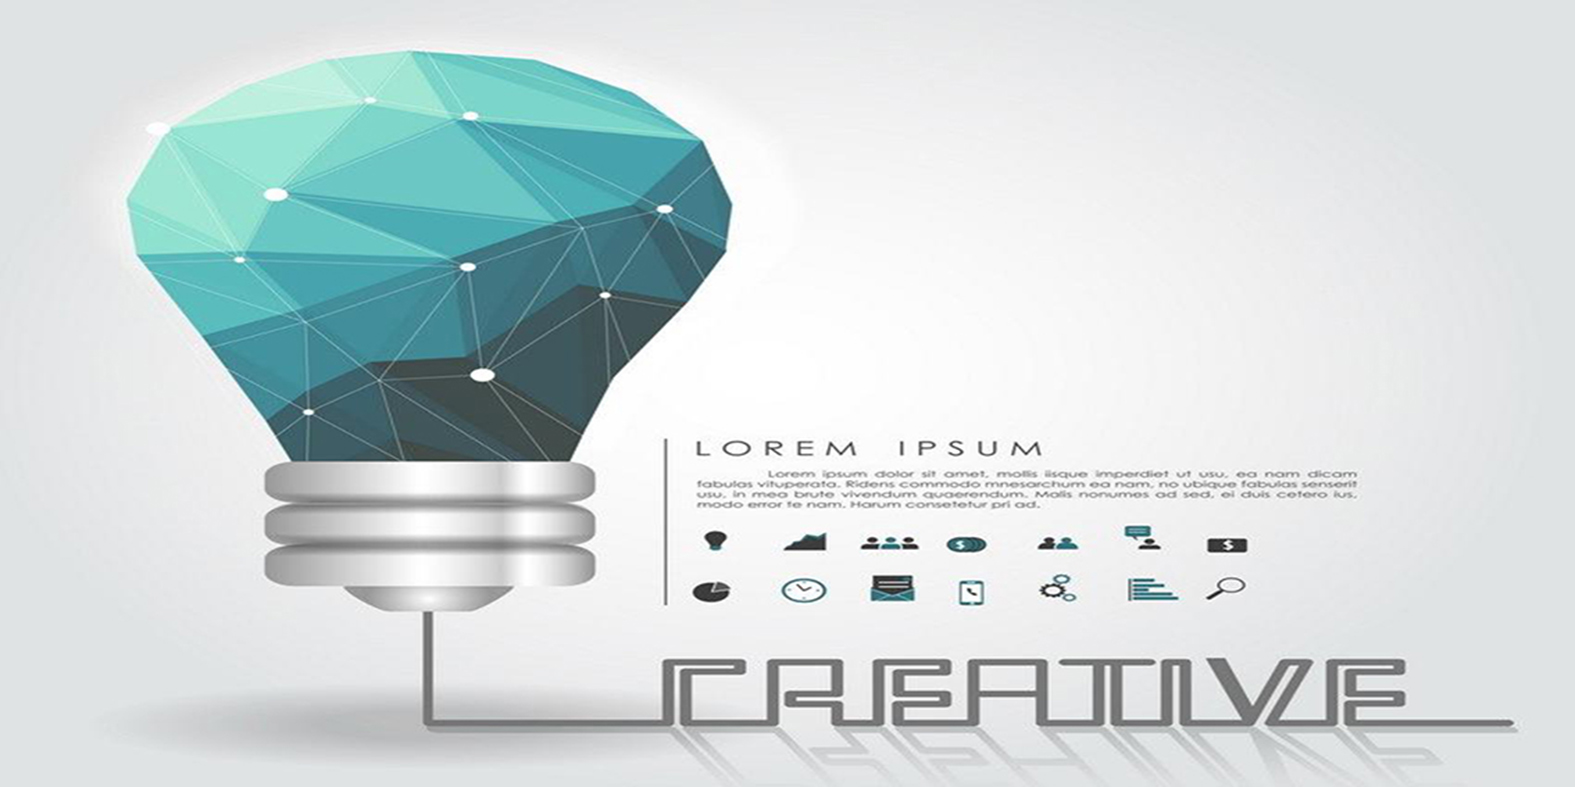 LOREM IPSUM
Lorem ipsum dolor sit amet, mollis iisque imperdiet ut usu, ea nam dicam
fabulas vituperata. Ridens commodo mnesarchum ea nam, no ubique fabulas senserit
usu, in mea brute vivendum quaerendum. Malis nonumes ad sed, ei duis cetero ius,
modo error te nam. Harum consetetur pri ad.
$
$
CREATIVE